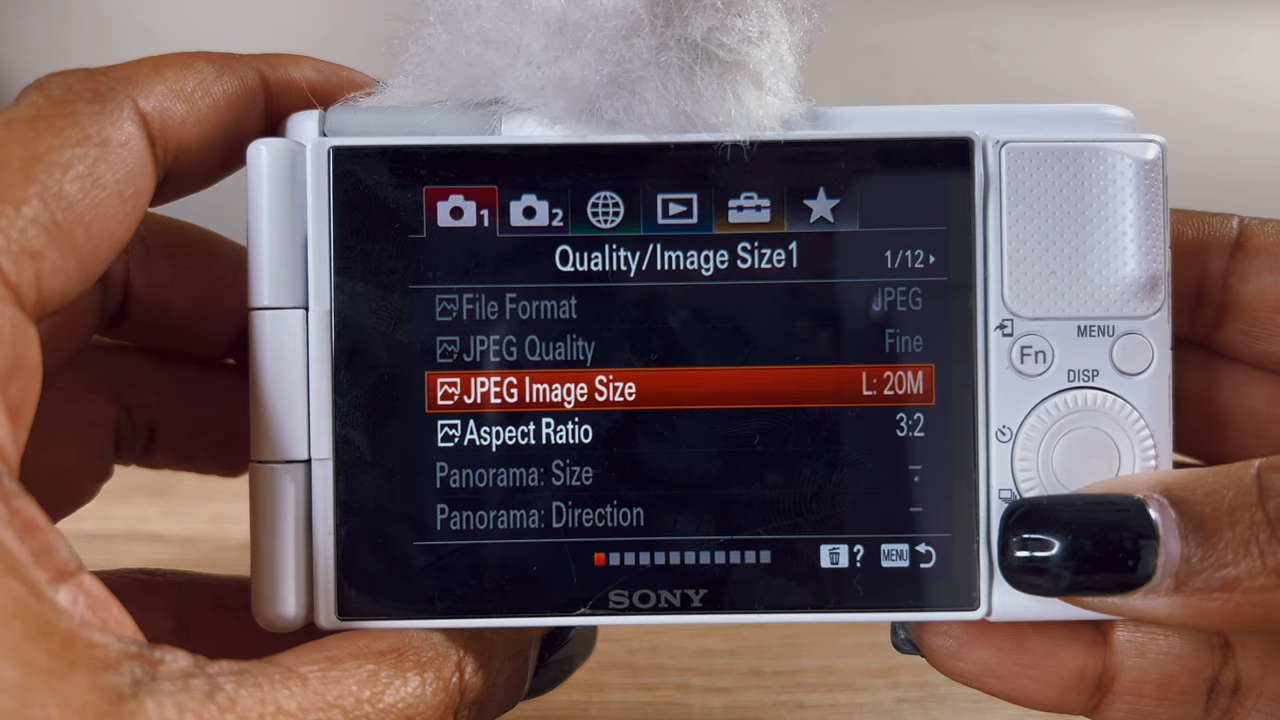 1 2
Quality/Image Size1 1/12
File Format JPEG
JPEG Quality Fine
JPEG Image Size L: 20M
Aspect Ratio 3:2
Panorama: Size –
Panorama: Direction –
? MENU
SONY
MENU
Fn
DISP